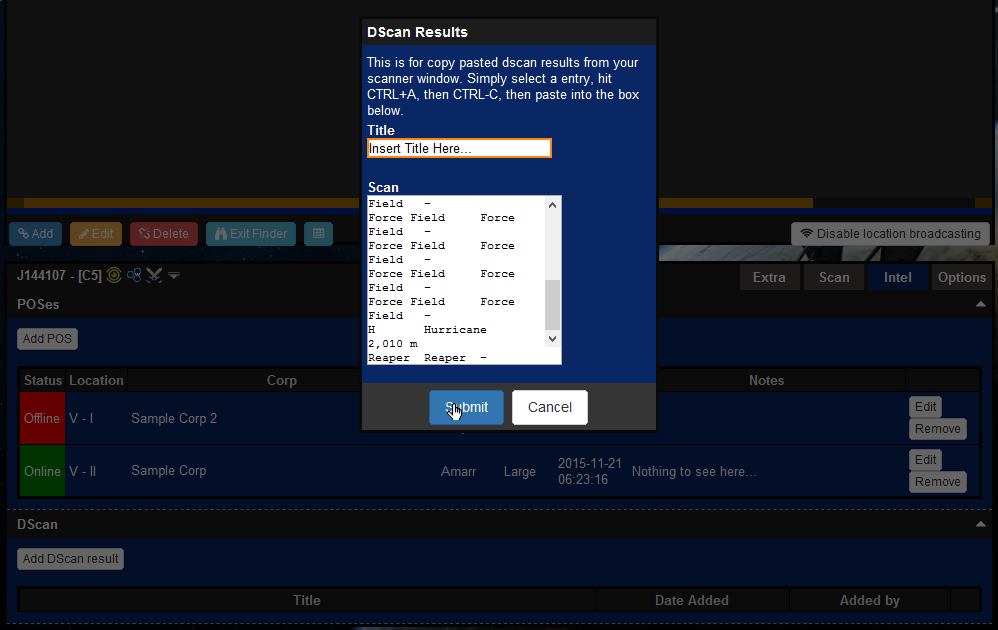 DScan Results
This is for copy pasted dscan results from your
scanner window. Simply select a entry, hit
CTRL+A, then CTRL-C, then paste into the box
below.
Title
Insert Title Here...
Scan
Field -
Force Field Force
Field -
Force Field Force
Field -
Force Field Force
Field -
Force Field Force
Field -
H Hurricane
2,010 m
Reaper Reaper -
Submit Cancel
Add Edit Delete Exit Finder Disable location broadcasting
J144107 - [C5] Extra Scan Intel Options
POSes
Add POS
Status Location Corp Notes
Offline V - I Sample Corp 2 Edit
Remove
Online V - II Sample Corp Amarr Large 2015-11-21
06:23:16 Nothing to see here... Edit
Remove
DScan
Add DScan result
Title Date Added Added by